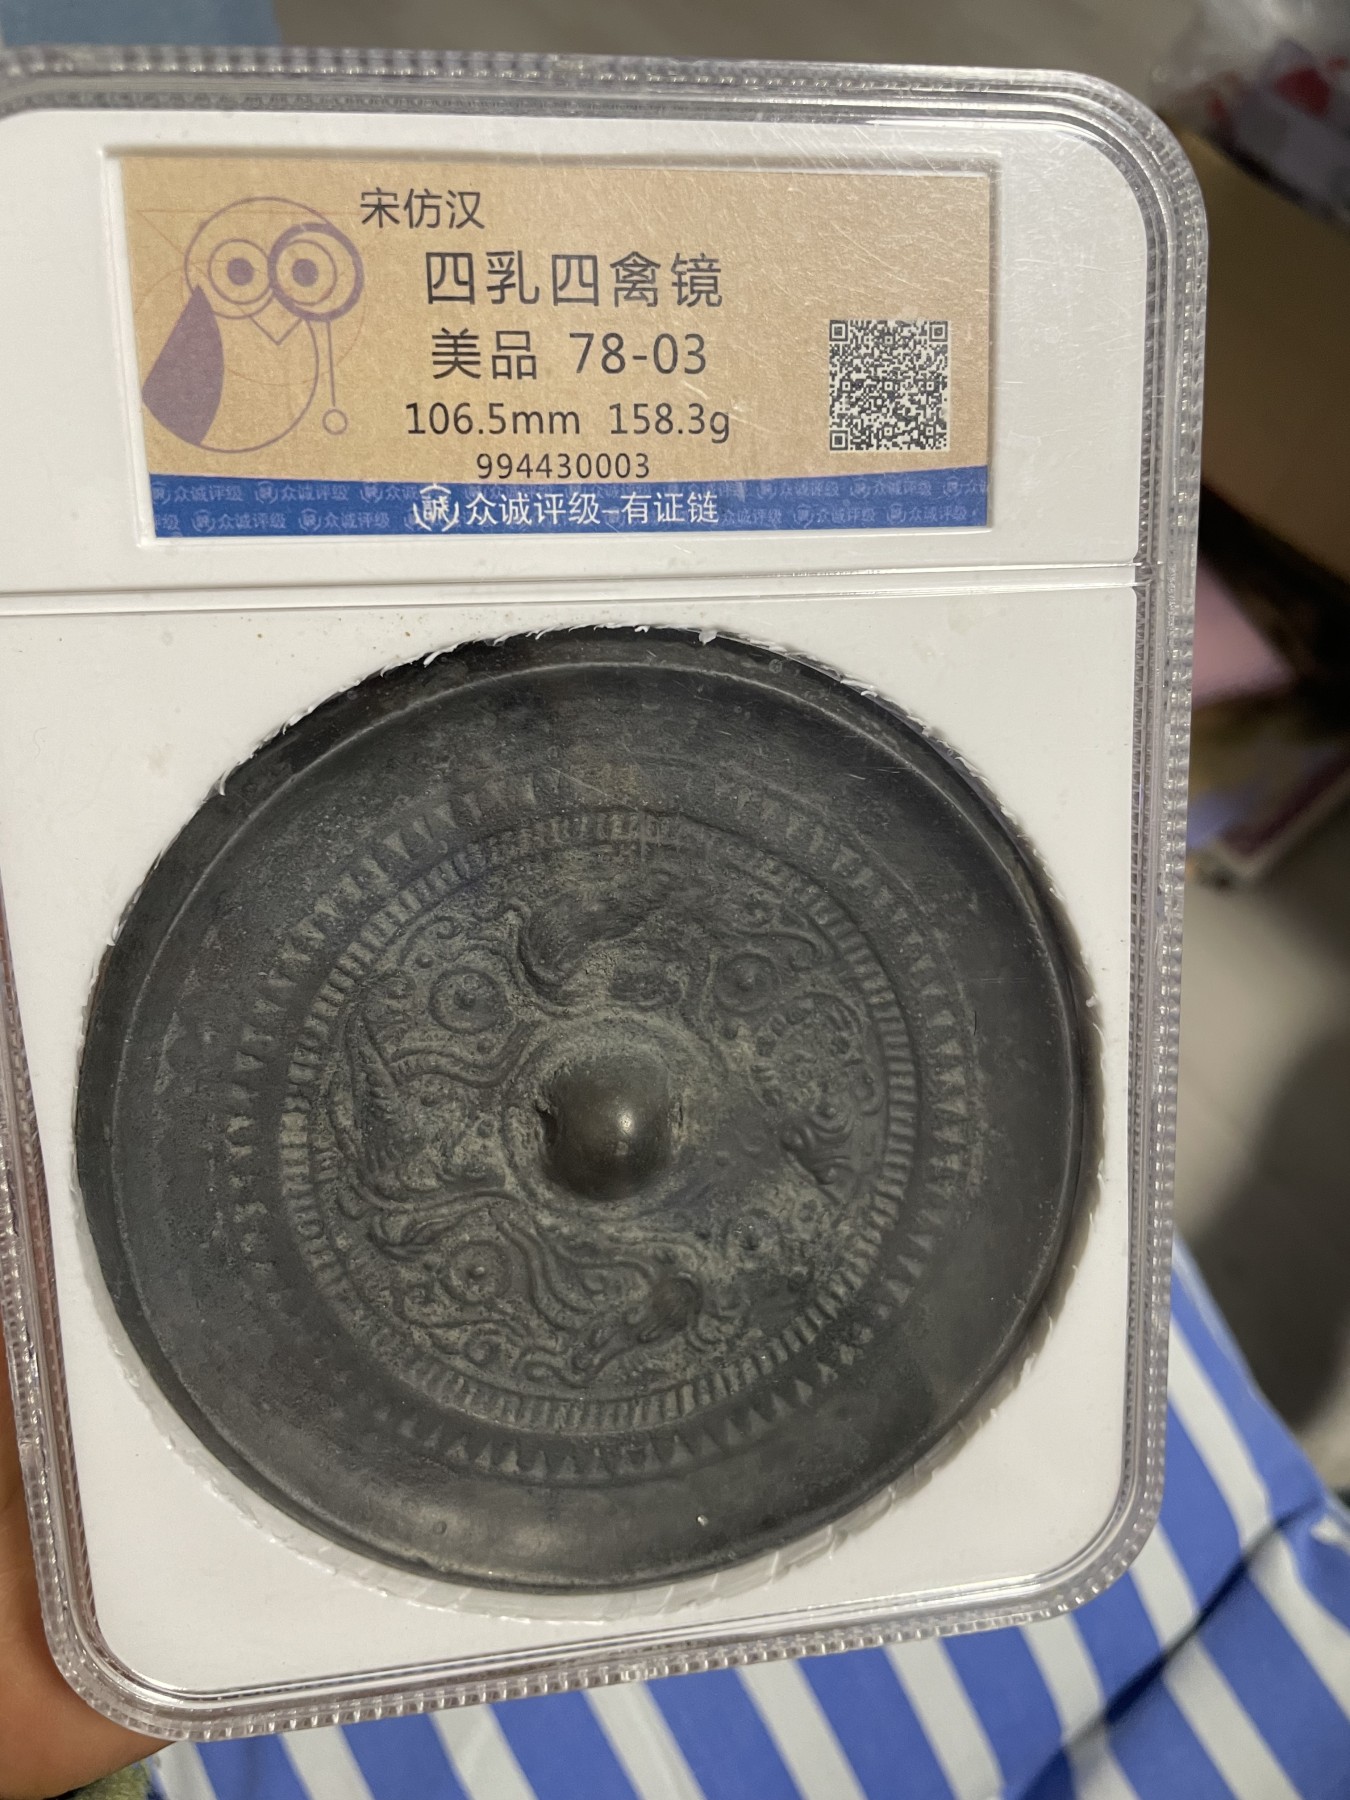 宋仿汉
四乳四禽镜
美品 78-03
106.5mm 158.3g
994430003
誠 众诚评级-有证链